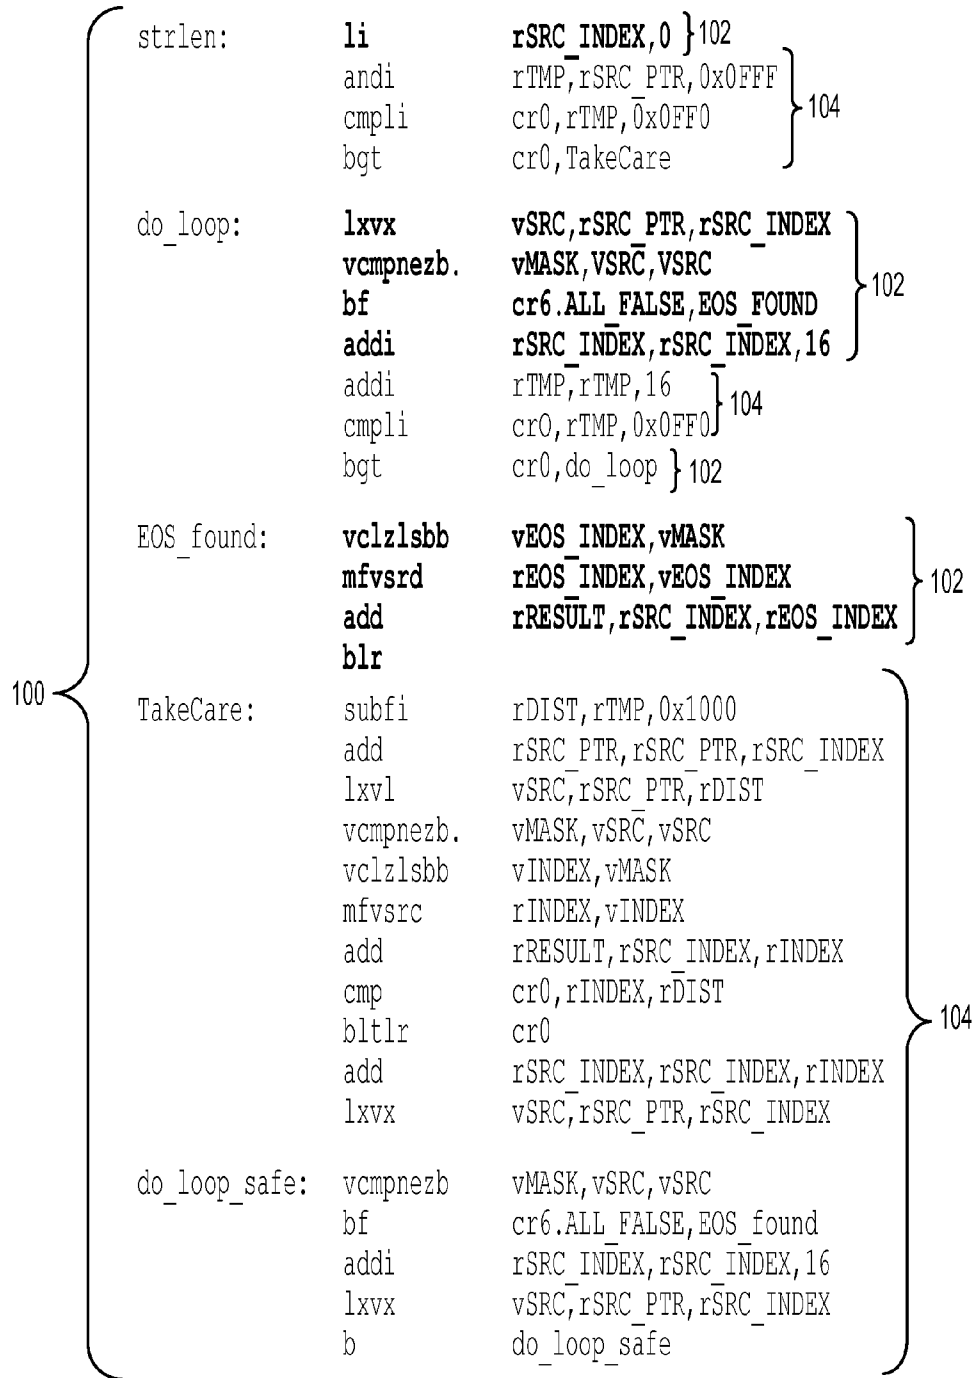 strlen: li rSRC_INDEX,0 }102
andi rTMP,rSRC_PTR,0x0FFF
cmpli cr0,rTMP,0x0FF0 104
bgt cr0,TakeCare
do_loop: lxvx vSRC,rSRC_PTR,rSRC_INDEX
vcmpnezb. vMASK,VSRC,VSRC
bf cr6.ALL_FALSE,EOS_FOUND 102
addi rSRC_INDEX,rSRC_INDEX,16
addi rTMP,rTMP,16 104
cmpli crO,rTMP,0x0FF0
bgt cr0,do_loop } 102
EOS_found: vclzlsbb vEOS_INDEX,vMASK
mfvsrd rEOS_INDEX,vEOS_INDEX 102
add rRESULT,rSRC_INDEX,rEOS_INDEX
blr
100
TakeCare: subfi rDIST,rTMP,0x1000
add rSRC_PTR,rSRC_PTR,rSRC_INDEX
lxvl vSRC,rSRC_PTR,rDIST
vcmpnezb. vMASK,vSRC,vSRC
vclzlsbb vINDEX,vMASK
mfvsrc rINDEX,vINDEX
add rRESULT,rSRC_INDEX,rINDEX
cmp cr0,rINDEX,rDIST
bltlr cr0 104
add rSRC_INDEX,rSRC_INDEX,rINDEX
lxvx vSRC,rSRC_PTR,rSRC_INDEX
do_loop_safe: vcmpnezb vMASK,vSRC,vSRC
bf cr6.ALL_FALSE,EOS_found
addi rSRC_INDEX,rSRC_INDEX,16
lxvx vSRC,rSRC_PTR,rSRC_INDEX
b do_loop_safe